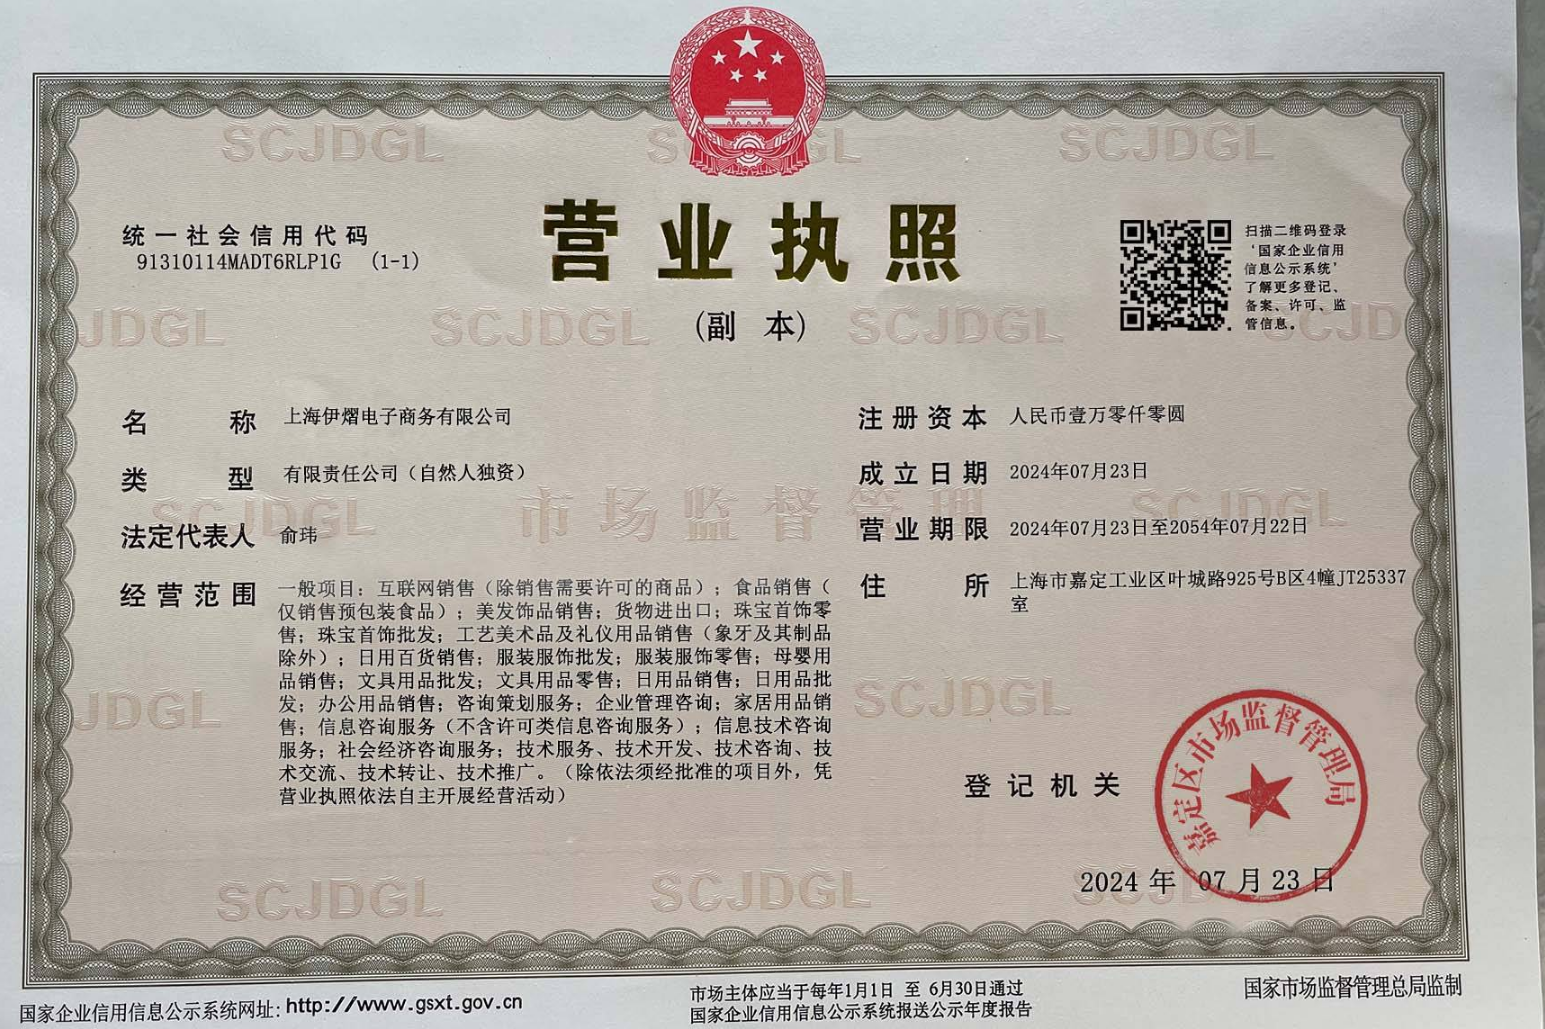 统一社会信用代码
91310114MADT6RLP1G (1-1)
营业执照
(副 本)
扫描二维码登录
‘国家企业信用
信息公示系统’
了解更多登记、
备案、许可、监
管信息。
名 称 上海伊熠电子商务有限公司
类 型 有限责任公司（自然人独资）
法定代表人 俞玮
经营范围 一般项目：互联网销售（除销售需要许可的商品）；食品销售（
仅销售预包装食品）；美发饰品销售；货物进出口；珠宝首饰零
售；珠宝首饰批发；工艺美术品及礼仪用品销售（象牙及其制品
除外）；日用百货销售；服装服饰批发；服装服饰零售；母婴用
品销售；文具用品批发；文具用品零售；日用品销售；日用品批
发；办公用品销售；咨询策划服务；企业管理咨询；家居用品销
售；信息咨询服务（不含许可类信息咨询服务）；信息技术咨询
服务；社会经济咨询服务；技术服务、技术开发、技术咨询、技
术交流、技术转让、技术推广。（除依法须经批准的项目外，凭
营业执照依法自主开展经营活动）
注册资本 人民币壹万零仟零圆
成立日期 2024年07月23日
营业期限 2024年07月23日至2054年07月22日
住 所 上海市嘉定工业区叶城路925号B区4幢JT25337
室
登记机关
嘉定区市场监督管理局
2024 年 07 月 23 日
国家企业信用信息公示系统网址: http://www.gsxt.gov.cn
市场主体应当于每年1月1日 至 6月30日通过
国家企业信用信息公示系统报送公示年度报告
国家市场监督管理总局监制
SCJDGL
市场监督管理